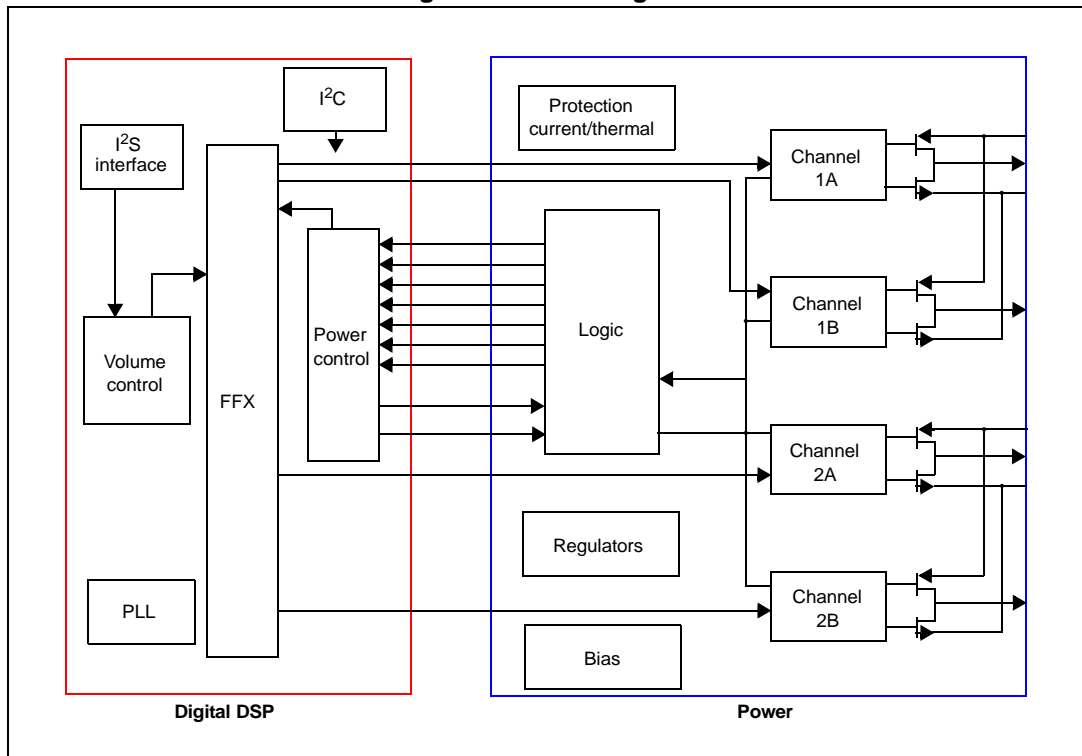 I²C
Protection
current/thermal
I²S
interface
Channel
1A
Channel
1B
Logic
Power
control
Volume
control
FFX
Channel
2A
Regulators
PLL
Channel
2B
Bias
Digital DSP
Power